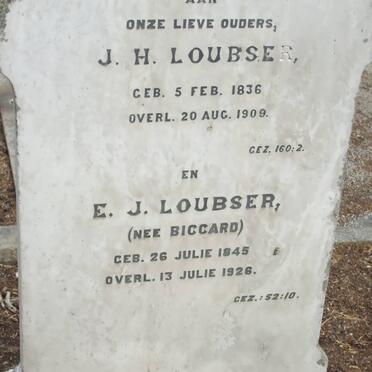 AAN
ONZE LIEVE OUDERS,
J. H. LOUBSER,
GEB. 5 FEB. 1836
OVERL. 20 AUG. 1909.
GEZ. 160:2.
EN
E. J. LOUBSER,
(NEE BICCARD)
GEB. 26 JULIE 1845
OVERL. 13 JULIE 1926.
GEZ.:52:10.